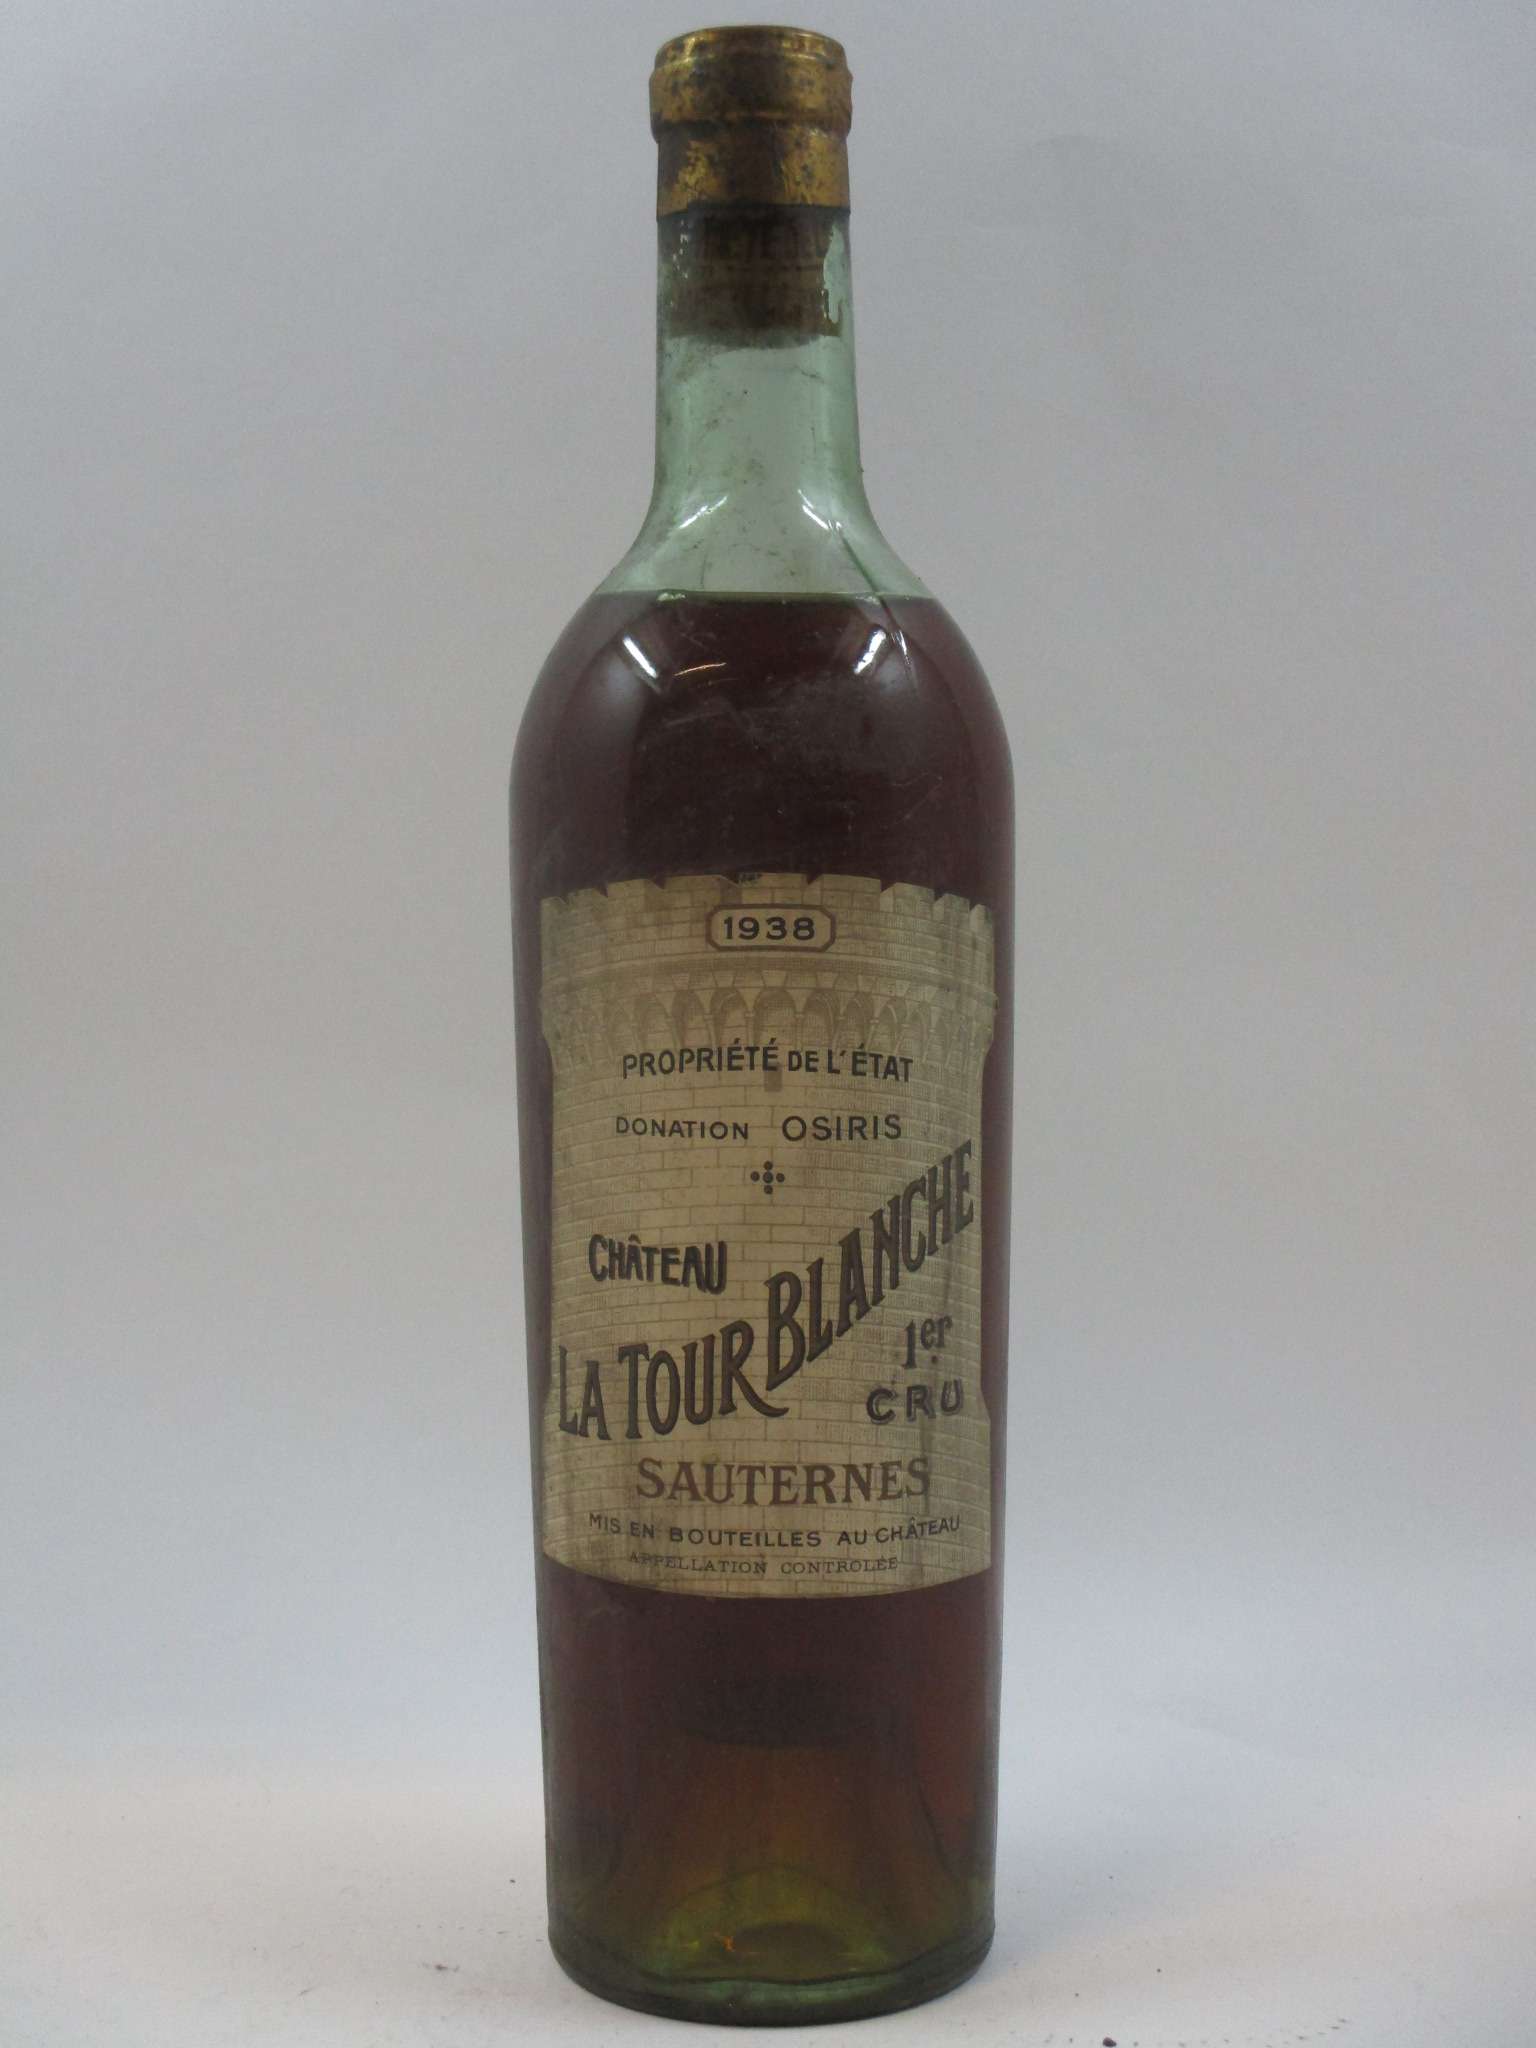 1938
PROPRIÉTÉ DE L'ÉTAT
DONATION OSIRIS
CHÂTEAU
LA TOUR BLANCHE
1er
CRU
SAUTERNES
MIS EN BOUTEILLES AU CHÂTEAU
APPELLATION CONTROLÉE